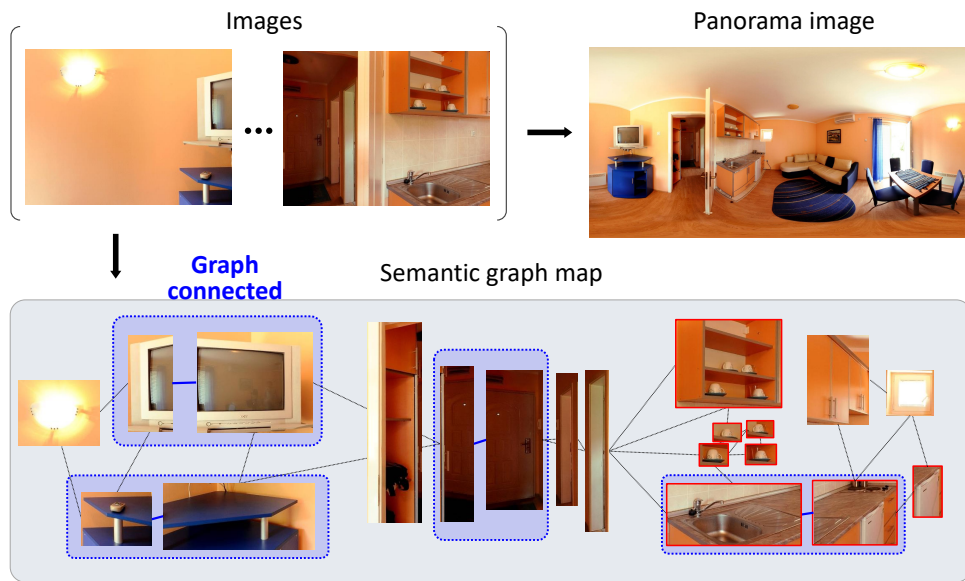 Images
Panorama image
Graph
connected
Semantic graph map